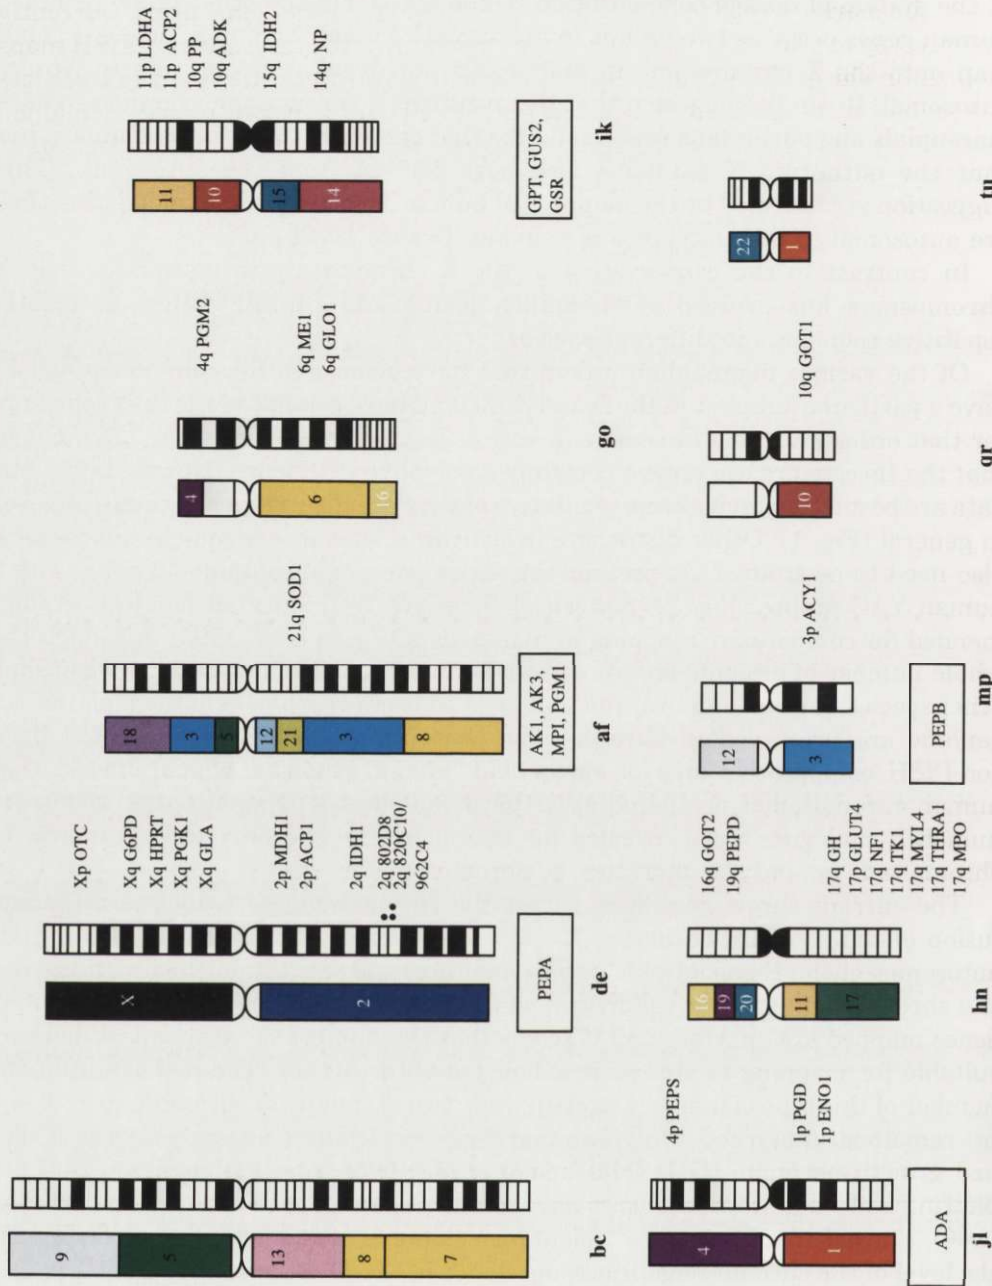 9
5
13
8
7
bc
X
2
Xp OTC
Xq G6PD
Xq HPRT
Xq PGK1
Xq GLA
2p MDH1
2p ACP1
2q IDH1
2q 802D8
2q 820C10/
962C4
PEPA
de
18
3
5
12
21
3
8
21q SOD1
AK1, AK3,
MPI, PGM1
af
4
6
16
4q PGM2
6q ME1
6q GLO1
go
11
10
15
14
11p LDHA
11p ACP2
10q PP
10q ADK
15q IDH2
14q NP
ik
GPT, GUS2,
GSR
4
1
4p PEPS
1p PGD
1p ENO1
ADA
jl
16
19
20
11
17
16q GOT2
19q PEPD
17q GH
17p GLUT4
17q NF1
17q TK1
17q MYL4
17q THRA1
17q MPO
hn
12
3
3p ACY1
PEPB
mp
10
10q GOT1
qr
22
1
tu